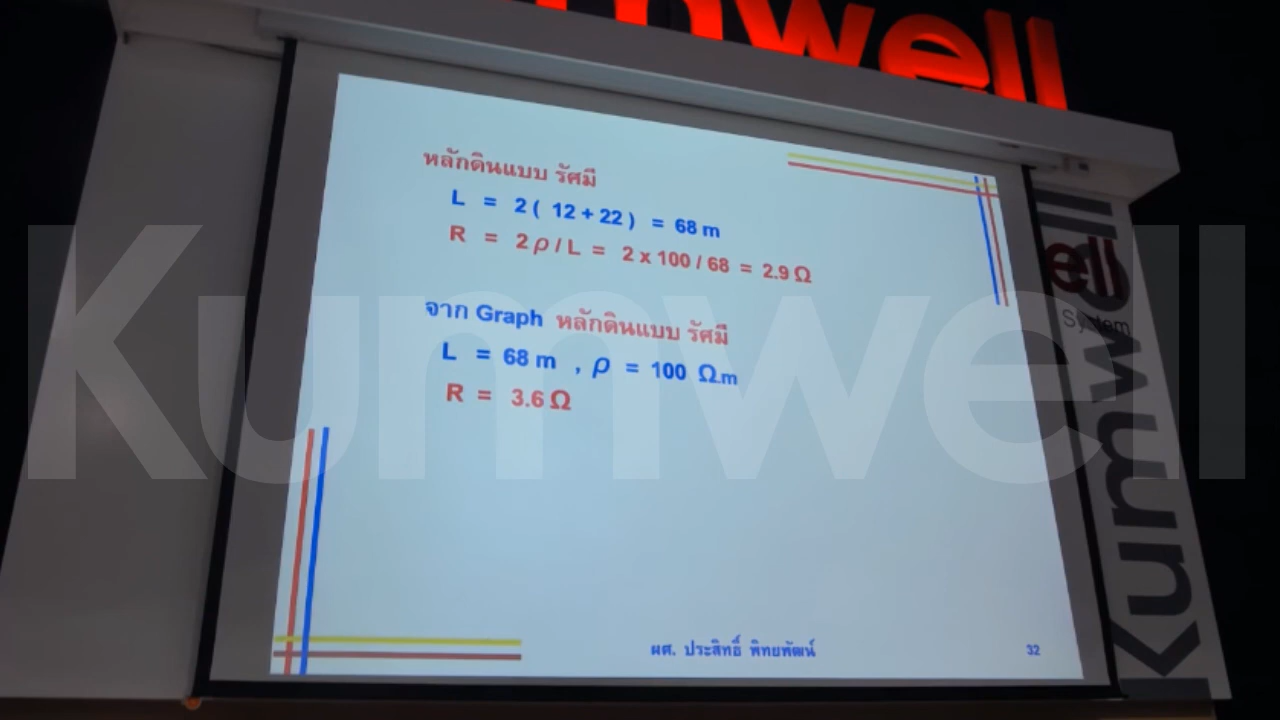 Kumwell
หลักดินแบบ รัศมี
L = 2 ( 12 + 22 ) = 68 m
R = 2 ρ / L = 2 x 100 / 68 = 2.9 Ω
จาก Graph หลักดินแบบ รัศมี
L = 68 m , ρ = 100 Ω.m
R = 3.6 Ω
ผศ. ประสิทธิ์ พิทยพัฒน์
32
Kumwell
ell
System
Kumwell